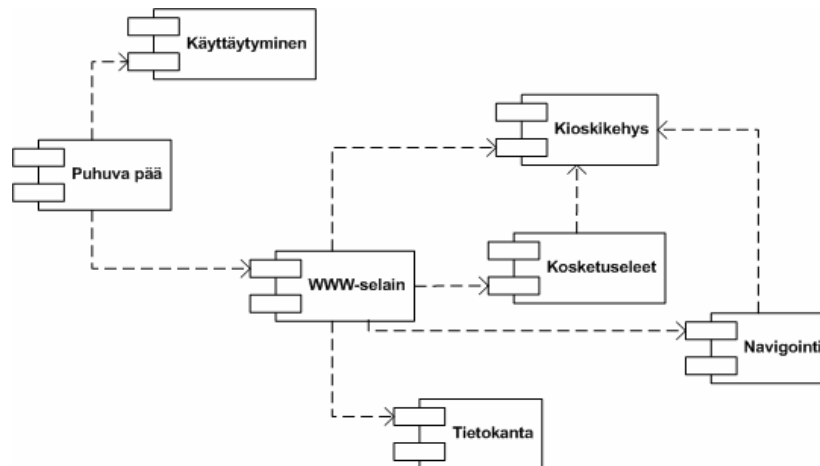 Käyttäytyminen
Kioskikehys
Puhuva pää
Kosketuseleet
WWW-selain
Navigointi
Tietokanta